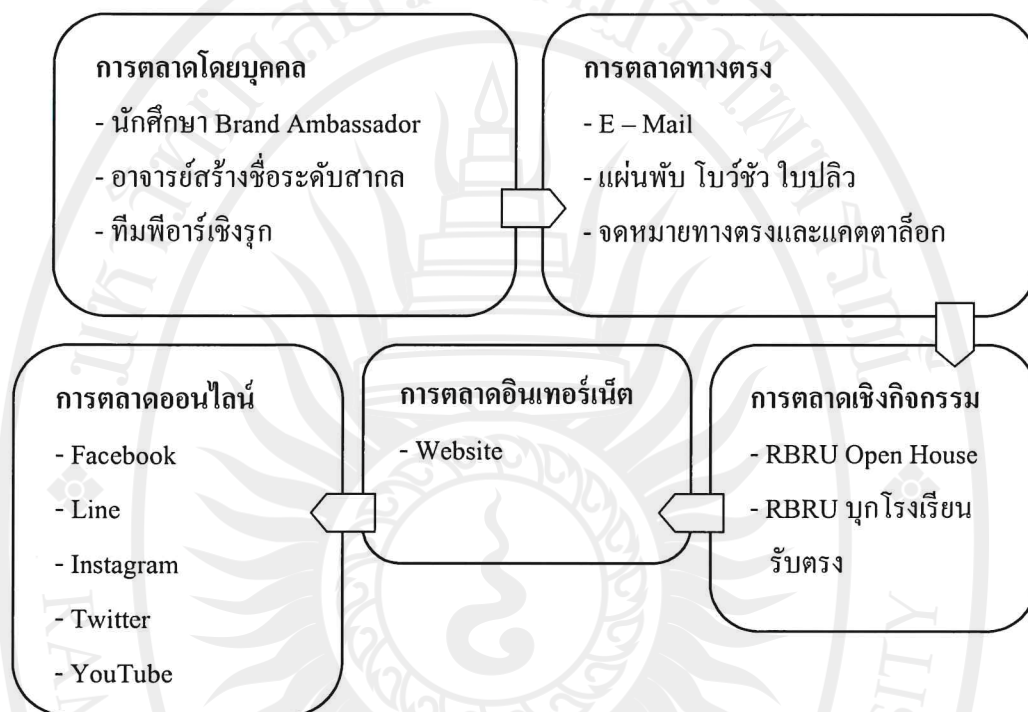 การตลาดโดยบุคคล
- นักศึกษา Brand Ambassador
- อาจารย์สร้างชื่อระดับสากล
- ทีมพีอาร์เชิงรุก
การตลาดทางตรง
- E – Mail
- แผ่นพับ โบว์ชัว ใบปลิว
- จดหมายทางตรงและแคตตาล็อก
การตลาดเชิงกิจกรรม
- RBRU Open House
- RBRU บุกโรงเรียน
รับตรง
การตลาดอินเทอร์เน็ต
- Website
การตลาดออนไลน์
- Facebook
- Line
- Instagram
- Twitter
- YouTube